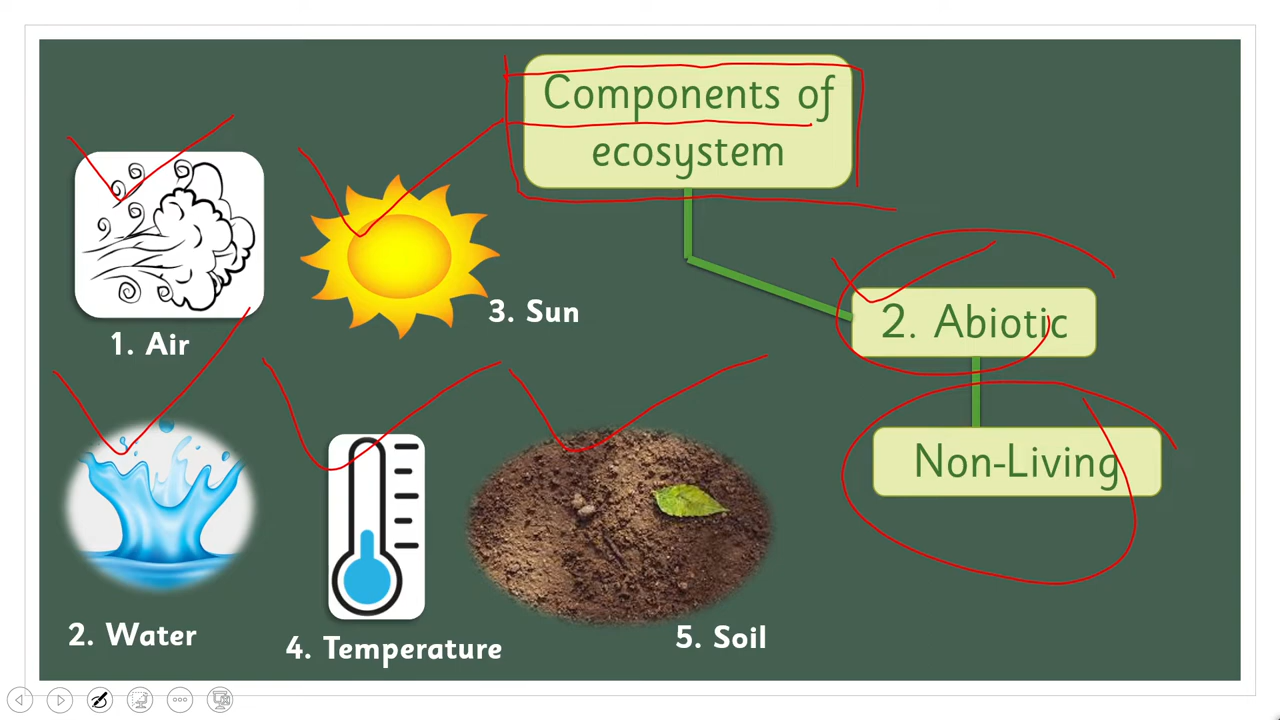 Components of
ecosystem
1. Air
3. Sun
2. Abiotic
Non-Living
2. Water
4. Temperature
5. Soil